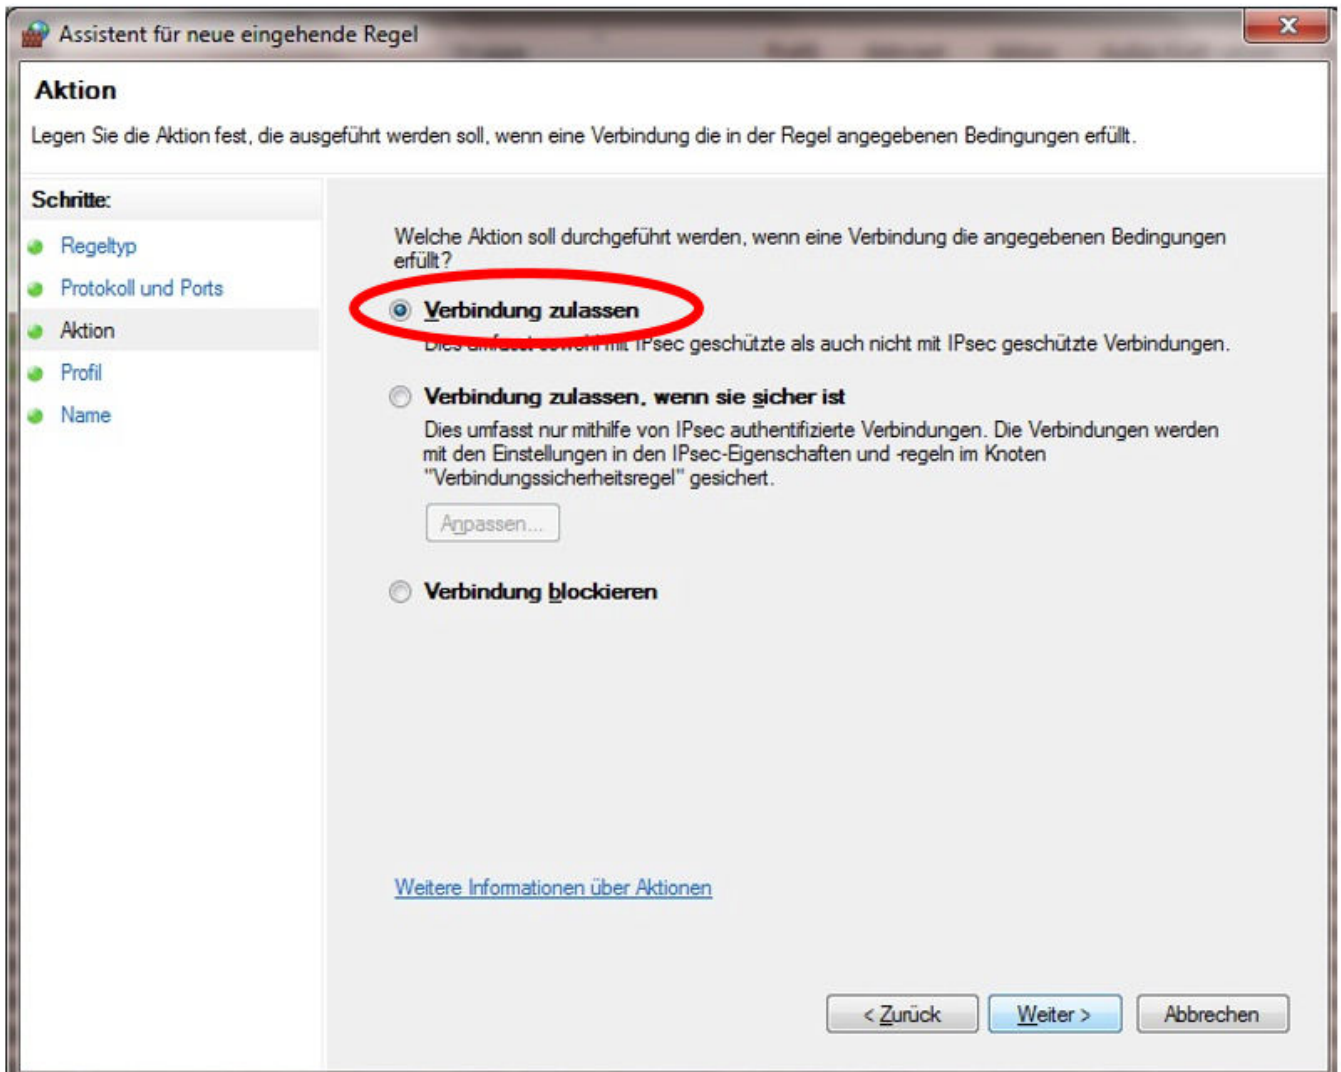 Assistent für neue eingehende Regel
Aktion
Legen Sie die Aktion fest, die ausgeführt werden soll, wenn eine Verbindung die in der Regel angegebenen Bedingungen erfüllt.
Schritte:
Regeltyp
Protokoll und Ports
Aktion
Profil
Name
Welche Aktion soll durchgeführt werden, wenn eine Verbindung die angegebenen Bedingungen
erfüllt?
Verbindung zulassen
Dies umfasst sowohl mit IPsec geschützte als auch nicht mit IPsec geschützte Verbindungen.
Verbindung zulassen, wenn sie sicher ist
Dies umfasst nur mithilfe von IPsec authentifizierte Verbindungen. Die Verbindungen werden
mit den Einstellungen in den IPsec-Eigenschaften und -regeln im Knoten
"Verbindungssicherheitsregel" gesichert.
Anpassen...
Verbindung blockieren
Weitere Informationen über Aktionen
< Zurück
Weiter >
Abbrechen